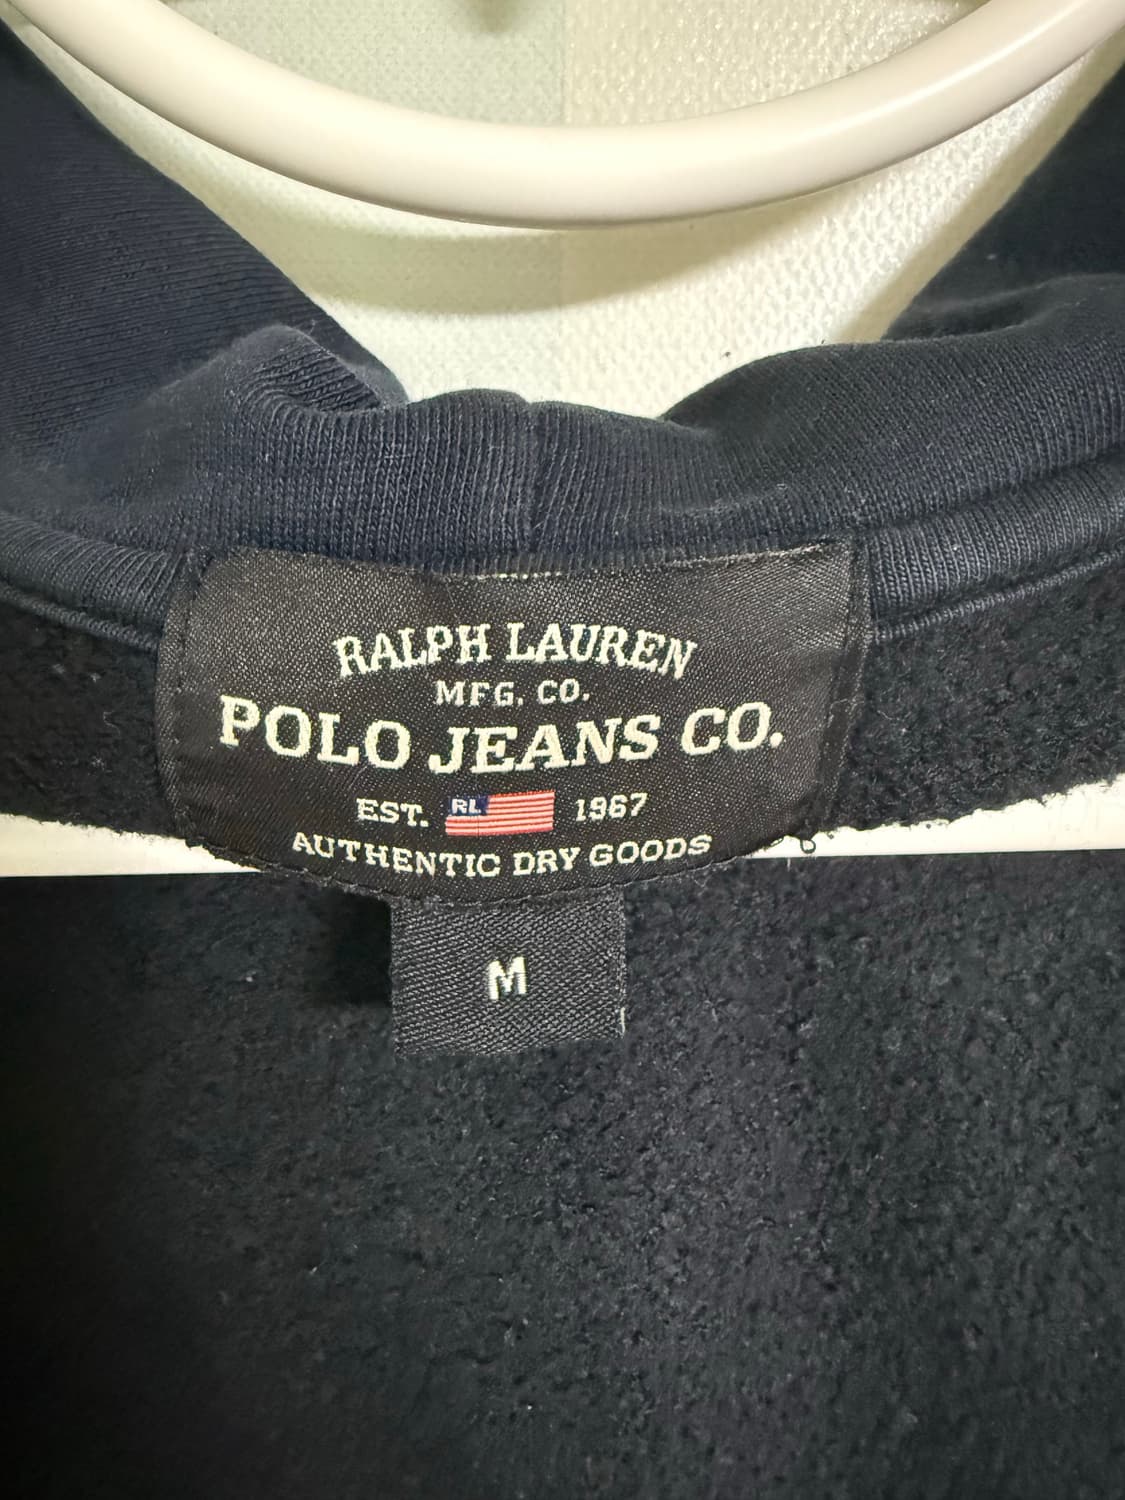 RALPH LAUREN
MFG. CO.
POLO JEANS CO.
EST. RL 1967
AUTHENTIC DRY GOODS
M